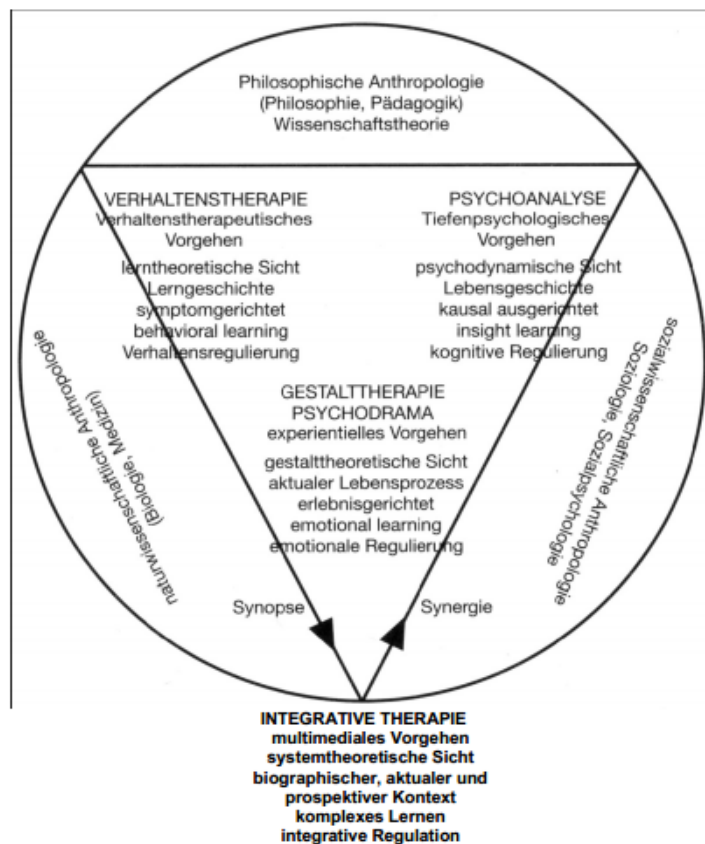 Philosophische Anthropologie
(Philosophie, Pädagogik)
Wissenschaftstheorie
VERHALTENSTHERAPIE
Verhaltenstherapeutisches
Vorgehen
lerntheoretische Sicht
Lerngeschichte
symptomgerichtet
behavioral learning
Verhaltensregulierung
PSYCHOANALYSE
Tiefenpsychologisches
Vorgehen
psychodynamische Sicht
Lebensgeschichte
kausal ausgerichtet
insight learning
kognitive Regulierung
naturwissenschaftliche Anthropologie
(Biologie, Medizin)
sozialwissenschaftliche Anthropologie
Soziologie, Sozialpsychologie
GESTALTTHERAPIE
PSYCHODRAMA
experientielles Vorgehen
gestalttheoretische Sicht
aktualer Lebensprozess
erlebnisgerichtet
emotional learning
emotionale Regulierung
Synopse
Synergie
INTEGRATIVE THERAPIE
multimediales Vorgehen
systemtheoretische Sicht
biographischer, aktualer und
prospektiver Kontext
komplexes Lernen
integrative Regulation